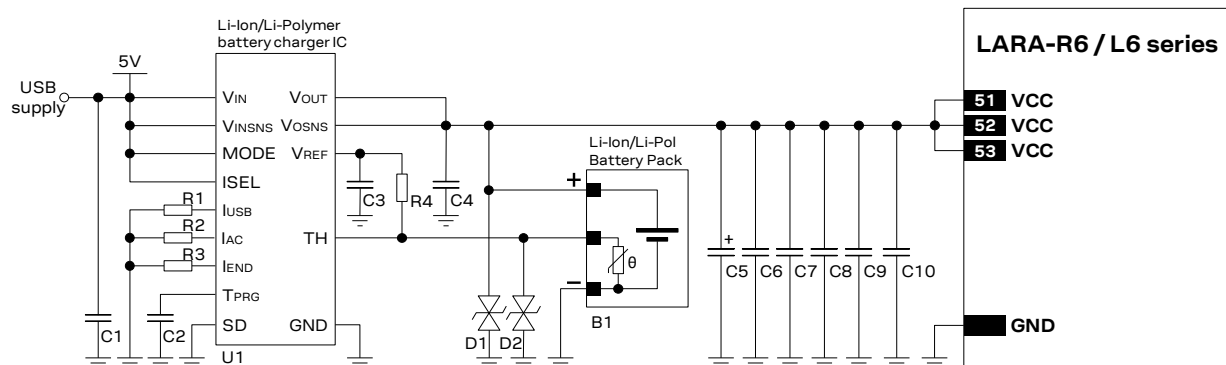 Li-Ion/Li-Polymer
battery charger IC
LARA-R6 / L6 series
5V
USB
supply
VIN
VOUT
51 VCC
VINSNS
VOSNS
52 VCC
Li-Ion/Li-Pol
Battery Pack
MODE
VREF
53 VCC
ISEL
+
C3
R4
C4
R1
IUSB
R2
IAC
TH
R3
IEND
θ
+
C5 C6 C7 C8 C9 C10
–
TPRG
B1
C1
C2
SD
GND
D1 D2
GND
U1